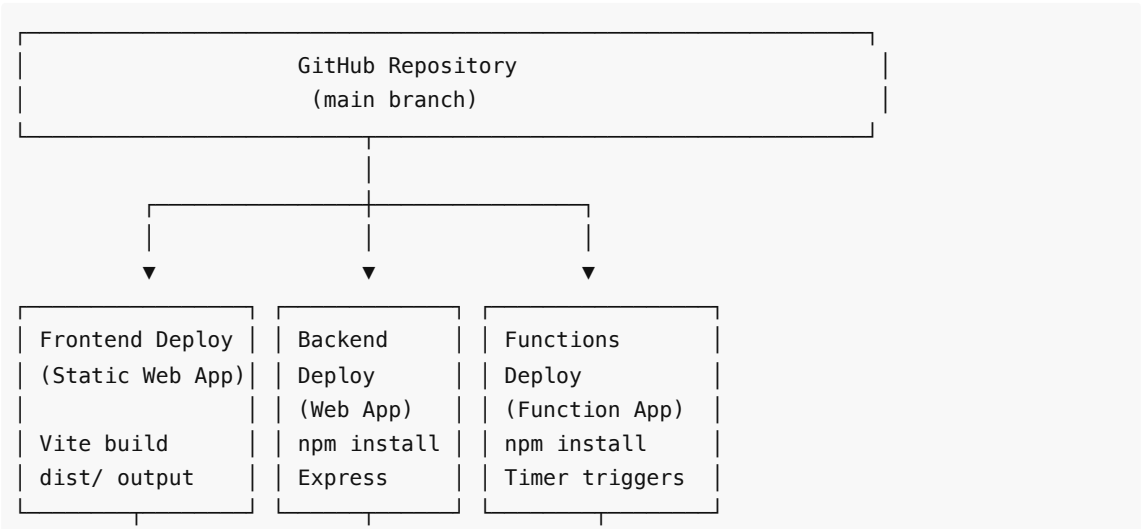 GitHub Repository
(main branch)
Frontend Deploy
(Static Web App)
Vite build
dist/ output
Backend
Deploy
(Web App)
npm install
Express
Functions
Deploy
(Function App)
npm install
Timer triggers